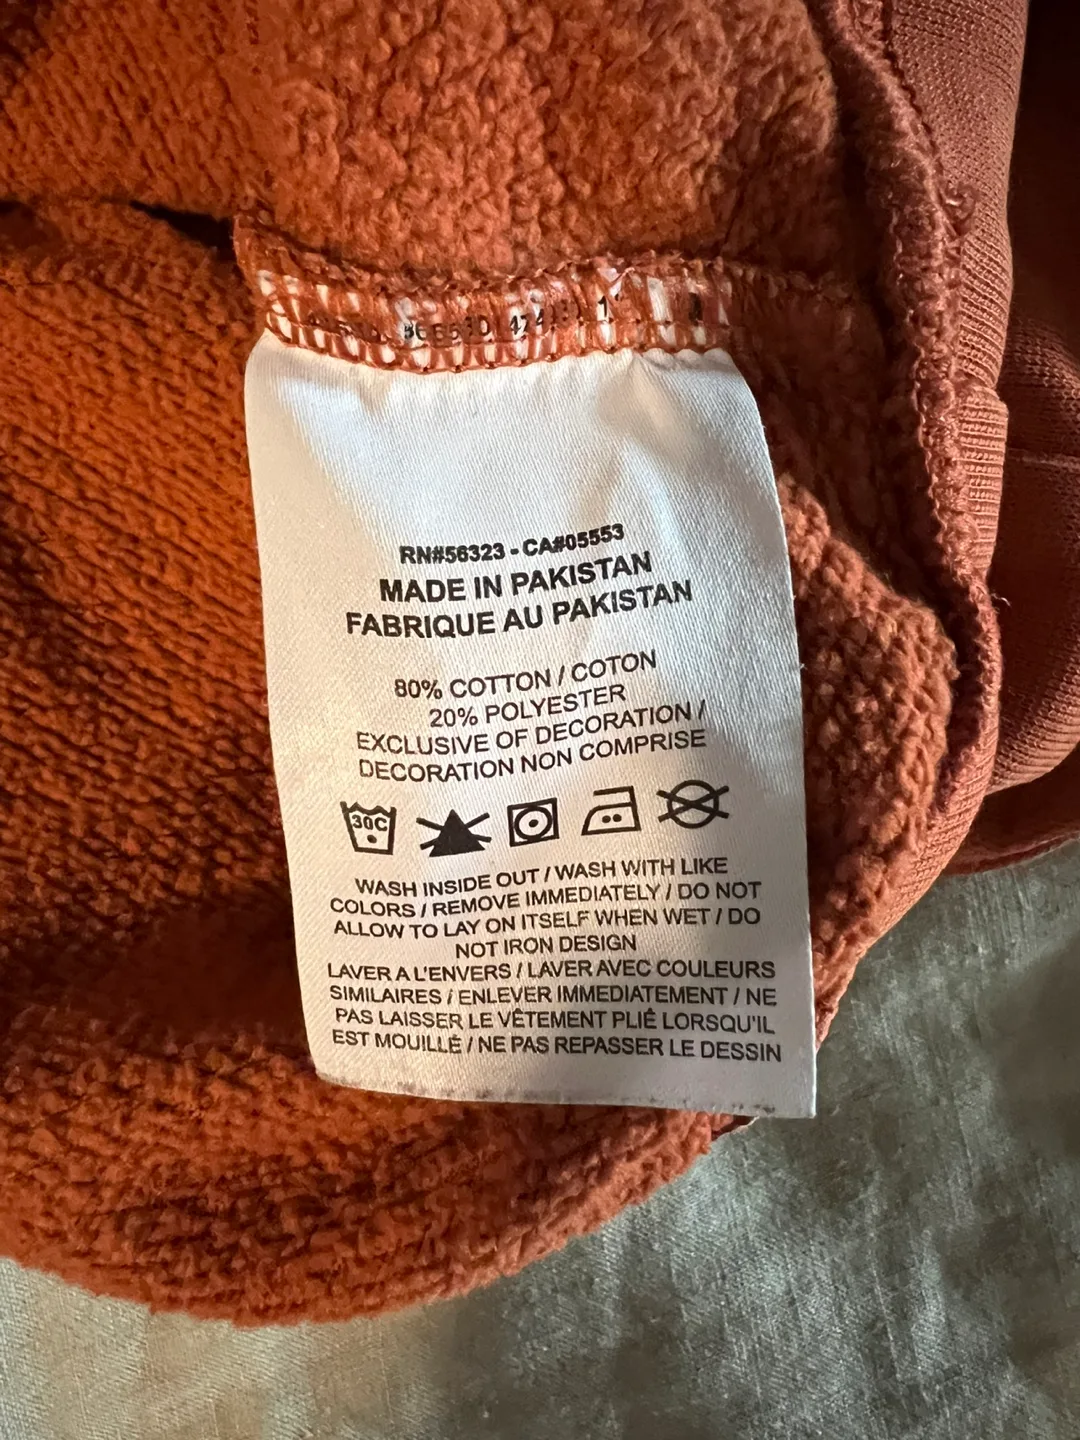 RN#56323 - CA#05553
MADE IN PAKISTAN
FABRIQUE AU PAKISTAN
80% COTTON / COTON
20% POLYESTER
EXCLUSIVE OF DECORATION /
DECORATION NON COMPRISE
30C
WASH INSIDE OUT / WASH WITH LIKE
COLORS / REMOVE IMMEDIATELY / DO NOT
ALLOW TO LAY ON ITSELF WHEN WET / DO
NOT IRON DESIGN
LAVER A L'ENVERS / LAVER AVEC COULEURS
SIMILAIRES / ENLEVER IMMEDIATEMENT / NE
PAS LAISSER LE VÊTEMENT PLIÉ LORSQU'IL
EST MOUILLÉ / NE PAS REPASSER LE DESSIN